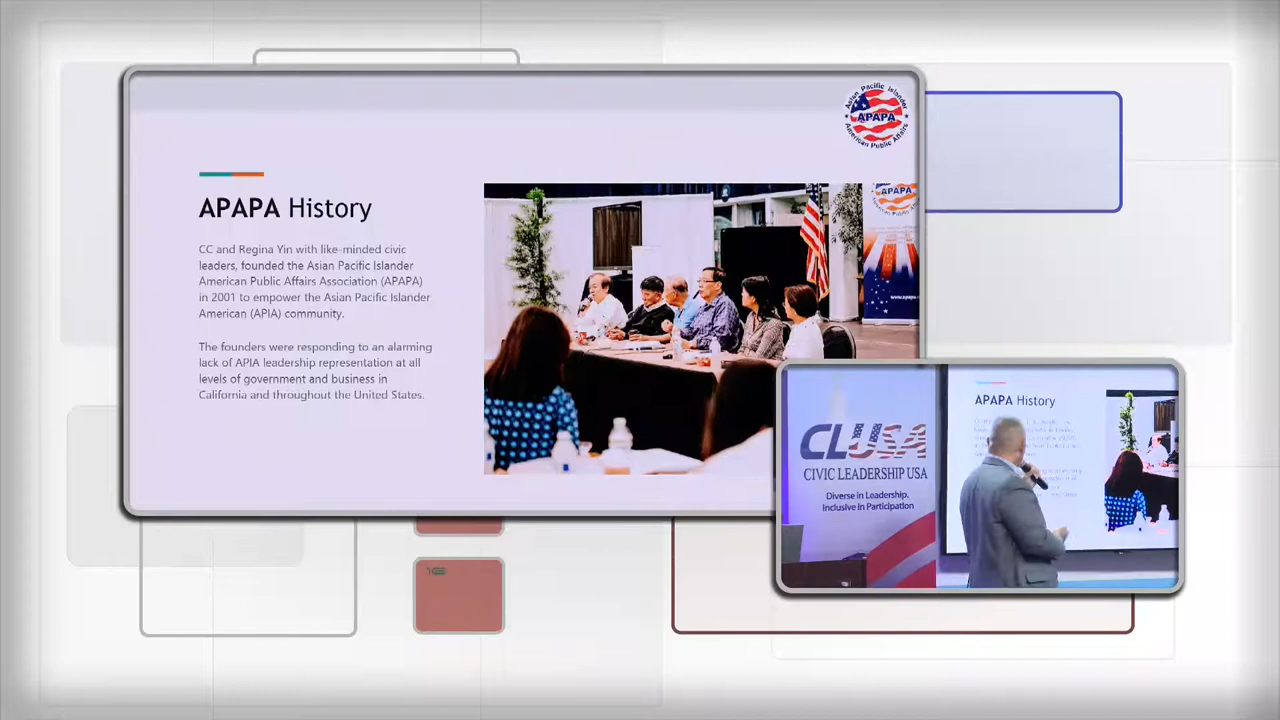 Asian Pacific Islander
APAPA
American Public Affairs
APAPA History
CC and Regina Yin with like-minded civic
leaders, founded the Asian Pacific Islander
American Public Affairs Association (APAPA)
in 2001 to empower the Asian Pacific Islander
American (APIA) community.
The founders were responding to an alarming
lack of APIA leadership representation at all
levels of government and business in
California and throughout the United States.
APAPA
CLUSA
CIVIC LEADERSHIP USA
Diverse in Leadership,
Inclusive in Participation
APAPA History